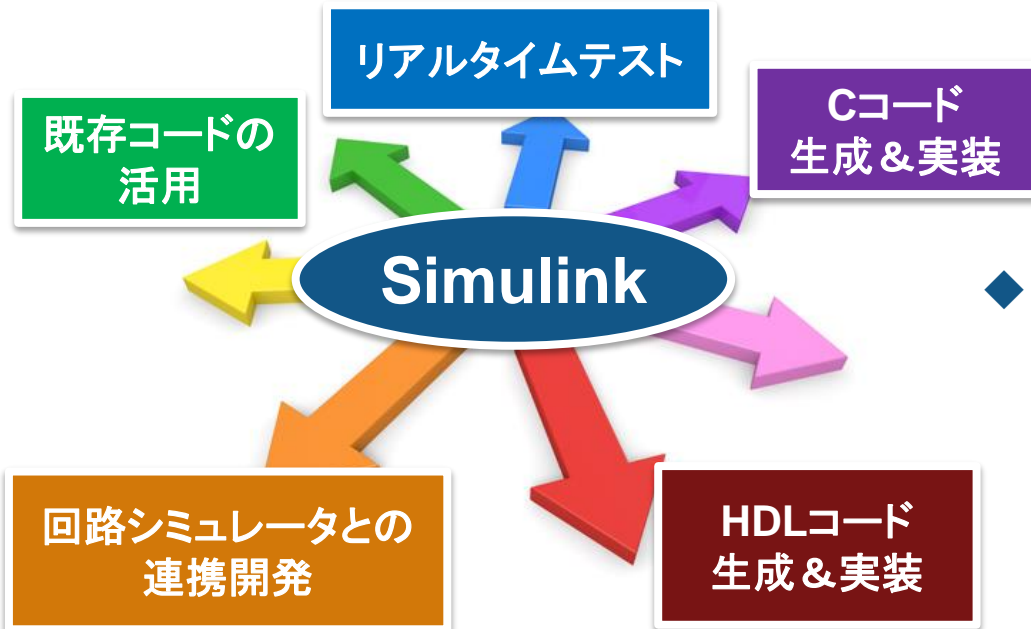 リアルタイムテスト
既存コードの
活用
Cコード
生成＆実装
Simulink
回路シミュレータとの
連携開発
HDLコード
生成＆実装